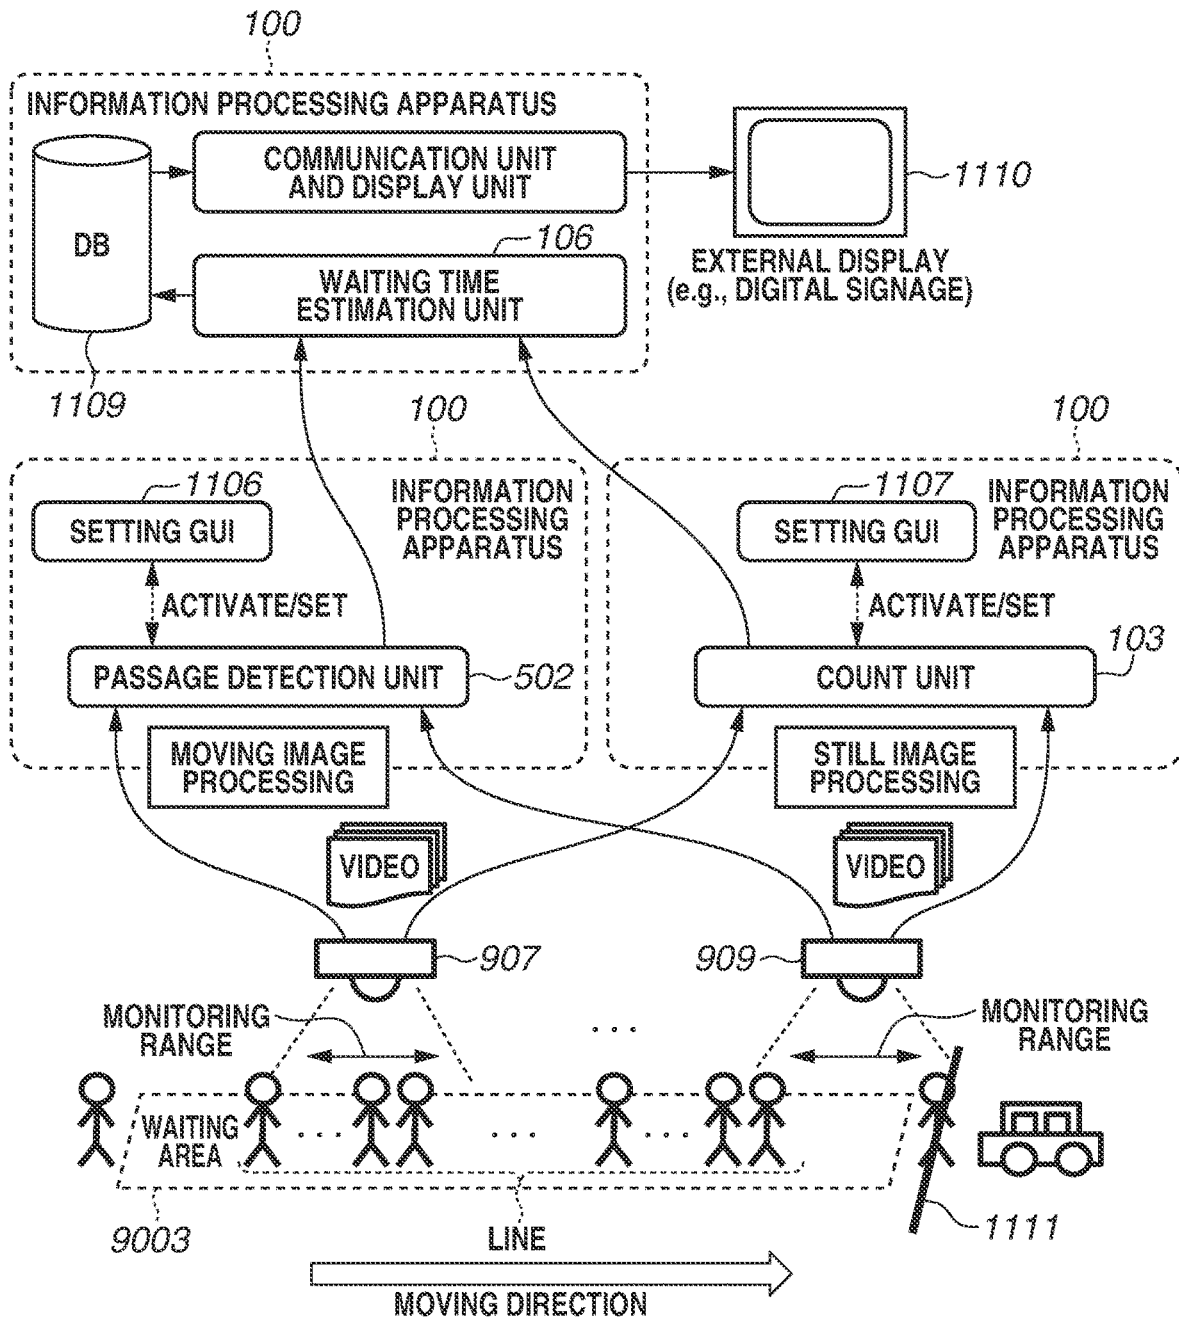 100
INFORMATION PROCESSING APPARATUS
COMMUNICATION UNIT
AND DISPLAY UNIT
DB
106
WAITING TIME
ESTIMATION UNIT
1109
1110
EXTERNAL DISPLAY
(e.g., DIGITAL SIGNAGE)
100
1106
SETTING GUI
INFORMATION
PROCESSING
APPARATUS
ACTIVATE/SET
PASSAGE DETECTION UNIT
502
MOVING IMAGE
PROCESSING
100
1107
SETTING GUI
INFORMATION
PROCESSING
APPARATUS
ACTIVATE/SET
103
COUNT UNIT
STILL IMAGE
PROCESSING
VIDEO
VIDEO
907
909
MONITORING
RANGE
...
MONITORING
RANGE
WAITING
AREA
...
...
...
9003
LINE
1111
MOVING DIRECTION